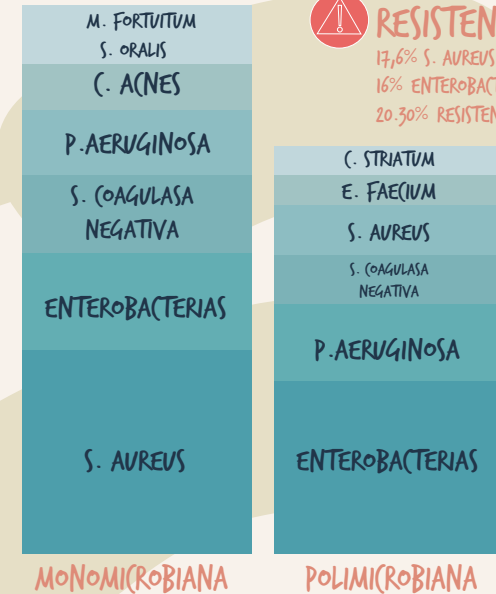 M. FORTUITUM
S. ORALIS
C. ACNES
P.AERUGINOSA
S. COAGULASA
NEGATIVA
ENTEROBACTERIAS
S. AUREUS
MONOMICROBIANA
RESISTEN
17,6% S. AUREUS
16% ENTEROBACT
20.30% RESISTEN
C. STRIATUM
E. FAECIUM
S. AUREUS
S. COAGULASA
NEGATIVA
P.AERUGINOSA
ENTEROBACTERIAS
POLIMICROBIANA